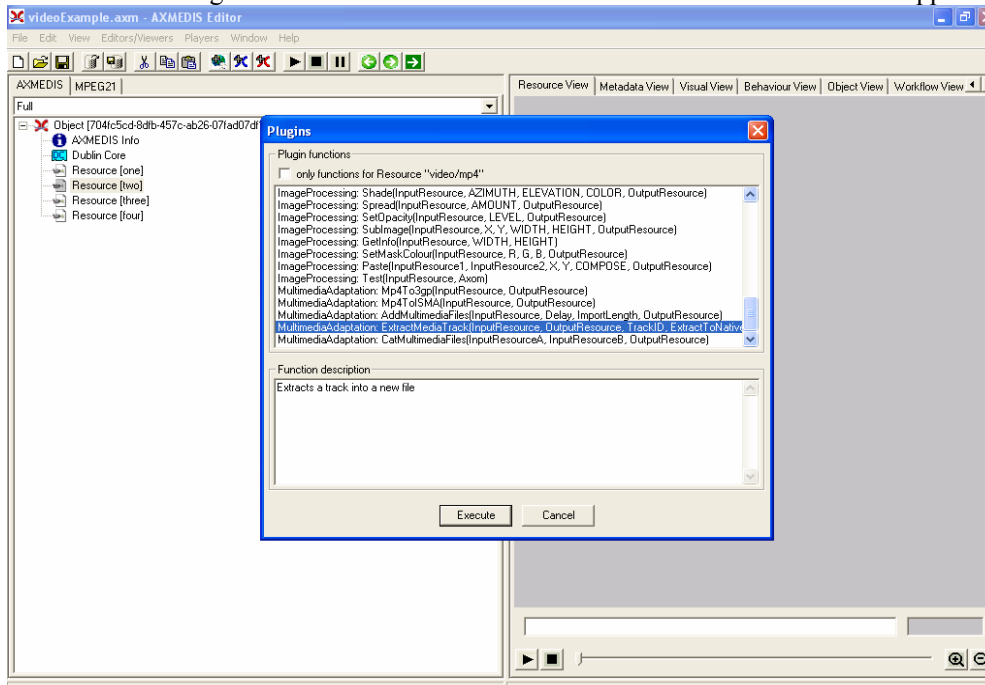 videoExample.axm - AXMEDIS Editor
File Edit View Editors/Viewers Players Window Help
AXMEDIS MPEG21
Resource View Metadata View Visual View Behaviour View Object View Workflow View
Full
Object [704fc5cd-8dfb-457c-ab26-07fad07df
AXMEDIS Info
Dublin Core
Resource [one]
Resource [two]
Resource [three]
Resource [four]
Plugins
Plugin functions
only functions for Resource "video/mp4"
ImageProcessing: Shade(InputResource, AZIMUTH, ELEVATION, COLOR, OutputResource)
ImageProcessing: Spread(InputResource, AMOUNT, OutputResource)
ImageProcessing: SetOpacity(InputResource, LEVEL, OutputResource)
ImageProcessing: SubImage(InputResource, X, Y, WIDTH, HEIGHT, OutputResource)
ImageProcessing: GetInfo(InputResource, WIDTH, HEIGHT)
ImageProcessing: SetMaskColour(InputResource, R, G, B, OutputResource)
ImageProcessing: Paste(InputResource1, InputResource2, X, Y, COMPOSE, OutputResource)
ImageProcessing: Test(InputResource, Axom)
MultimediaAdaptation: Mp4To3gp(InputResource, OutputResource)
MultimediaAdaptation: Mp4ToISMA(InputResource, OutputResource)
MultimediaAdaptation: AddMultimediaFiles(InputResource, Delay, ImportLength, OutputResource)
MultimediaAdaptation: ExtractMediaTrack(InputResource, OutputResource, TrackID, ExtractToNative
MultimediaAdaptation: CatMultimediaFiles(InputResourceA, InputResourceB, OutputResource)
Function description
Extracts a track into a new file
Execute Cancel